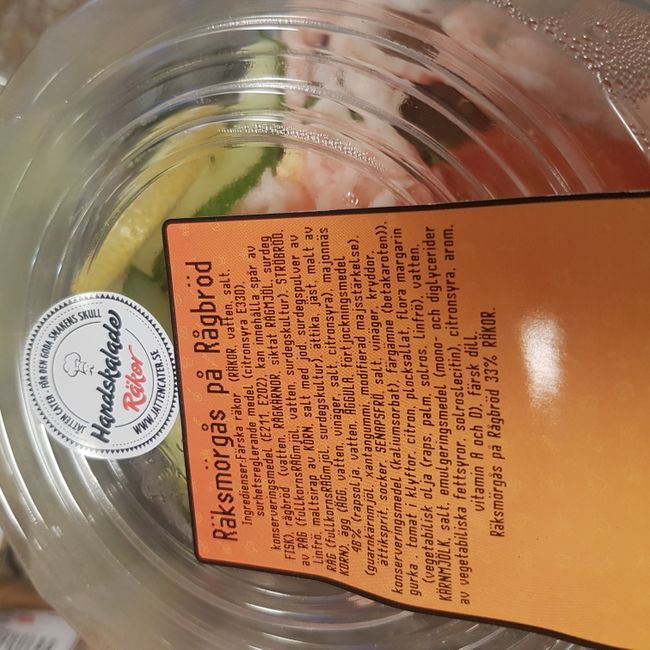 Räksmörgås på Rågbröd
Ingredienser:Färska räkor (RÄKOR, vatten, salt,
surhetsreglerande medel (citronsyra E330),
konserveringsmedel (E211, E202), kan innehålla spår av
FISK), rågbröd (vatten, RÅGKÄRNOR, siktat RÅGMJÖL, surdeg
av RÅG (fullkornsRÅGmjöl, vatten, surdegskultur), STRÖBRÖD,
linfrö, maltsirap av KORN, salt med jod, surdegspulver av
RÅG (fullkornsRÅGmjöl, surdegskultur), ättika, jäst, malt av
KORN), ägg (ÄGG, vatten, vinäger, salt, citronsyra), majonnäs
48% (rapsolja, vatten, ÄGGULA, förtjockningsmedel
(guarnkärnmjöl, xantangummi, modifierad majsstärkelse),
ättiksprit, socker, SENAPSFRÖ, salt, vinäger, kryddor,
konserveringsmedel (kaliumsorbat), färgämne (betakaroten)),
gurka, tomat i klyftor, citron, plocksallat, Flora margarin
(vegetabilisk olja (raps, palm, solros, linfrö), vatten,
KÄRNMJÖLK, salt, emulgeringsmedel (mono- och diglycerider
av vegetabiliska fettsyror, solroslecitin), citronsyra, arom,
vitamin A och D), färsk dill.
Räksmörgås på Rågbröd 33% RÄKOR.
JÄTTEN CATER - FÖR DEN GODA SMAKENS SKULL
Handskalade
Räkor
WWW.JATTENCATER.SE